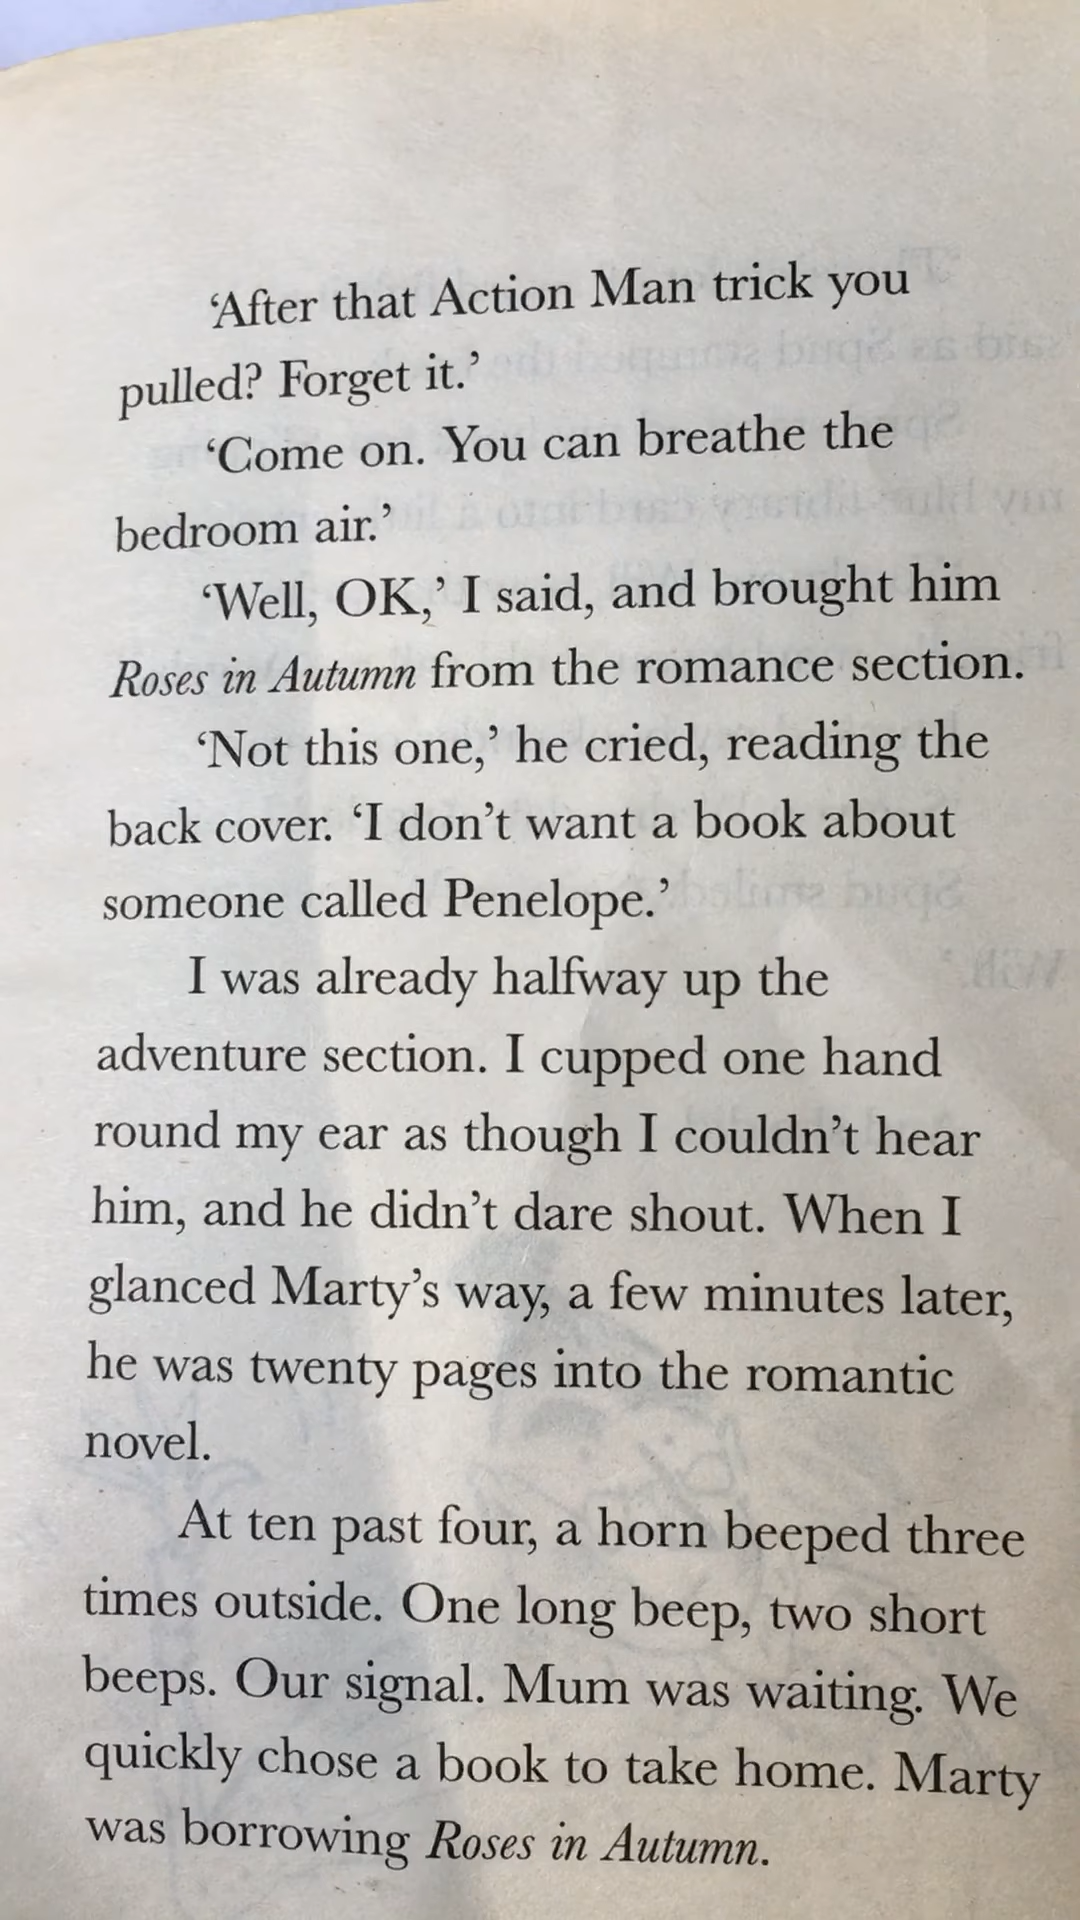 ‘After that Action Man trick you
pulled? Forget it.’
‘Come on. You can breathe the
bedroom air.’
‘Well, OK,’ I said, and brought him
Roses in Autumn from the romance section.
‘Not this one,’ he cried, reading the
back cover. ‘I don’t want a book about
someone called Penelope.’
I was already halfway up the
adventure section. I cupped one hand
round my ear as though I couldn’t hear
him, and he didn’t dare shout. When I
glanced Marty’s way, a few minutes later,
he was twenty pages into the romantic
novel.
At ten past four, a horn beeped three
times outside. One long beep, two short
beeps. Our signal. Mum was waiting. We
quickly chose a book to take home. Marty
was borrowing Roses in Autumn.